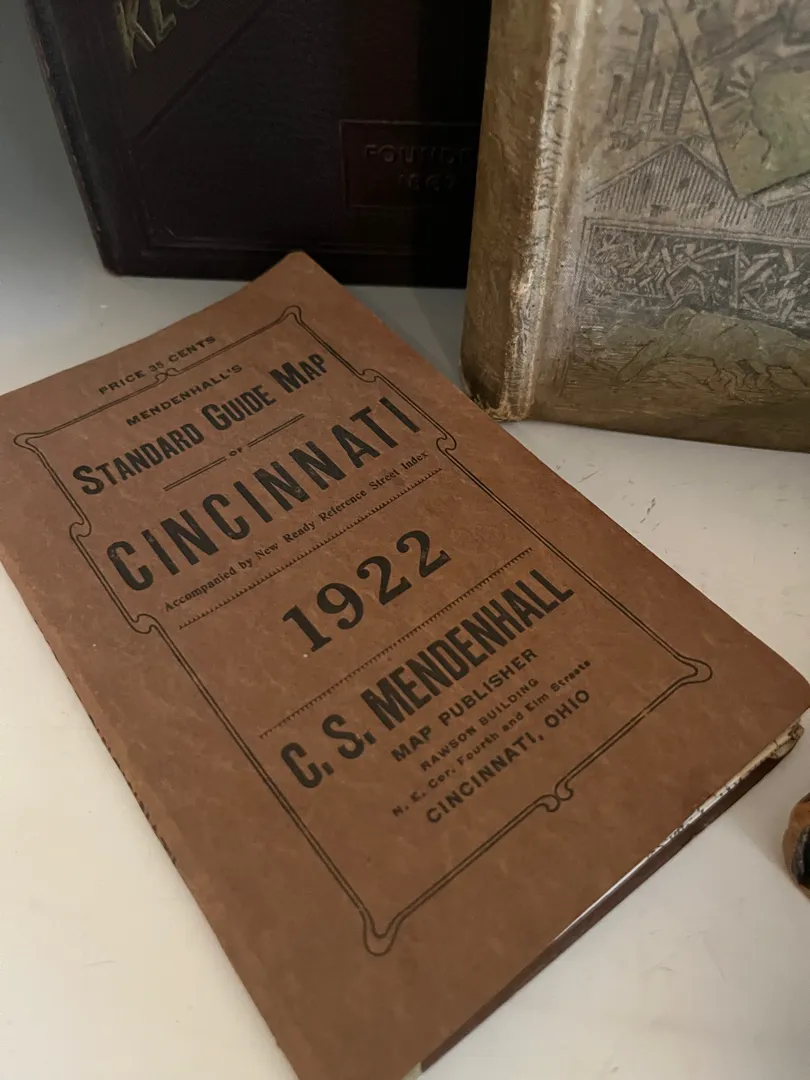 FOUNDE
PRICE 35 CENTS
MENDENHALL'S
STANDARD GUIDE MAP
OF
CINCINNATI
Accompanied by New Ready Reference Street Index
1922
C. S. MENDENHALL
MAP PUBLISHER
RAWSON BUILDING
N. E. Cor. Fourth and Elm Streets
CINCINNATI, OHIO